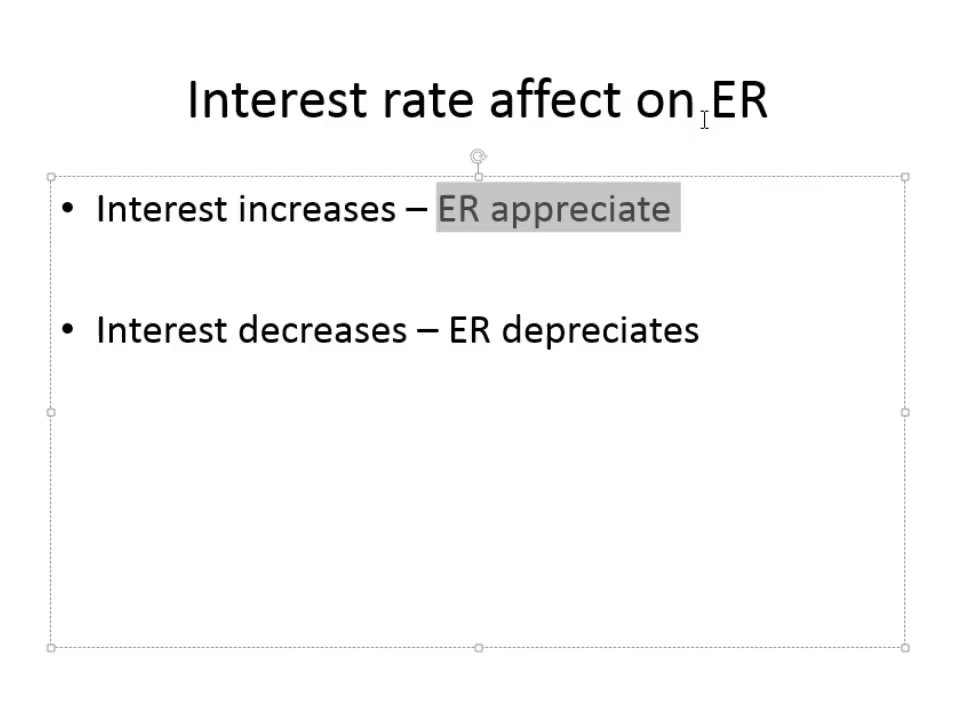 Interest rate affect on ER
• Interest increases – ER appreciate
• Interest decreases – ER depreciates